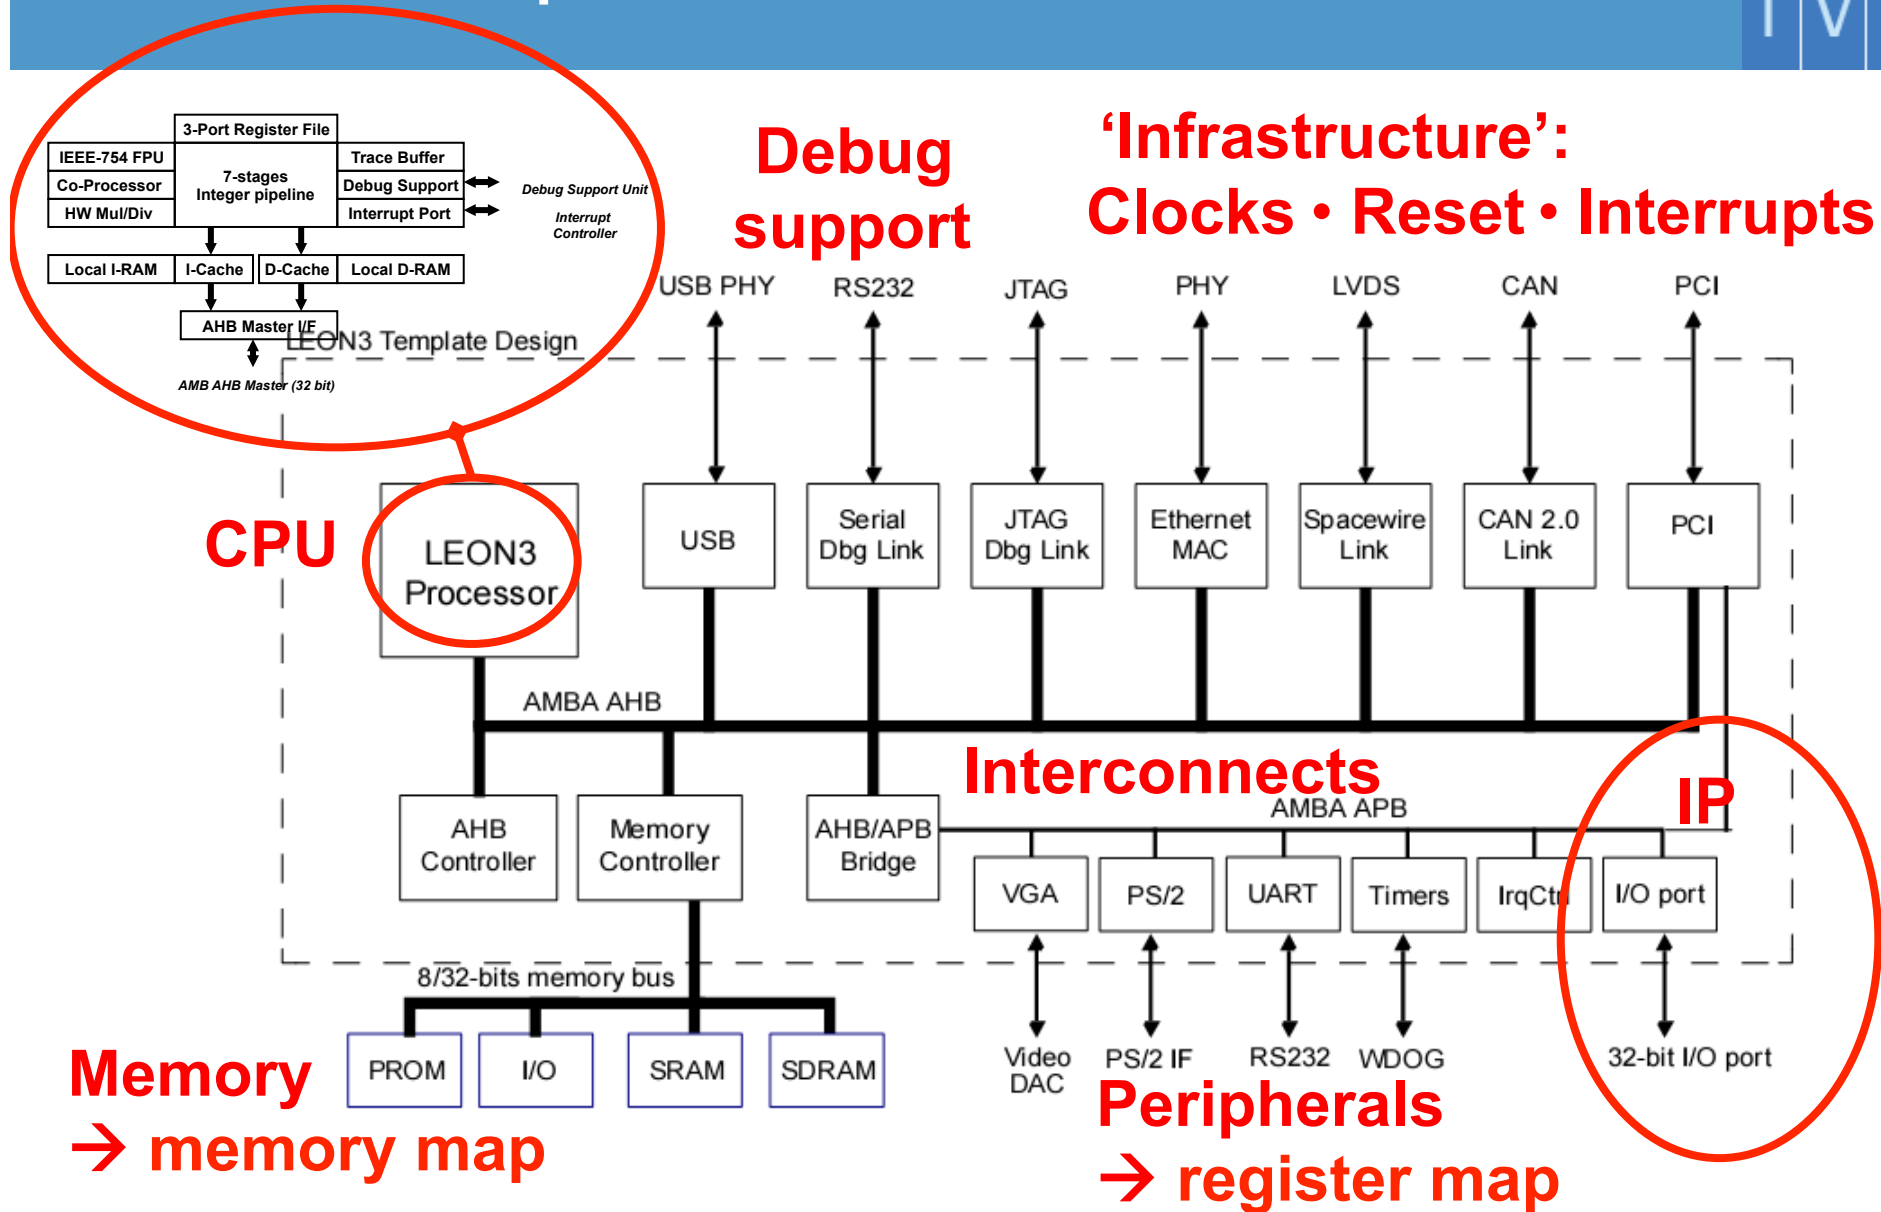 T V
3-Port Register File
IEEE-754 FPU
Co-Processor
HW Mul/Div
7-stages
Integer pipeline
Trace Buffer
Debug Support
Interrupt Port
Debug Support Unit
Interrupt
Controller
Local I-RAM
I-Cache
D-Cache
Local D-RAM
AHB Master I/F
AMB AHB Master (32 bit)
Debug
support
‘Infrastructure’:
Clocks • Reset • Interrupts
USB PHY
RS232
JTAG
PHY
LVDS
CAN
PCI
LEON3 Template Design
CPU
LEON3
Processor
USB
Serial
Dbg Link
JTAG
Dbg Link
Ethernet
MAC
Spacewire
Link
CAN 2.0
Link
PCI
AMBA AHB
Interconnects
IP
AMBA APB
AHB
Controller
Memory
Controller
AHB/APB
Bridge
VGA
PS/2
UART
Timers
IrqCtrl
I/O port
8/32-bits memory bus
PROM
I/O
SRAM
SDRAM
Video
DAC
PS/2 IF
RS232
WDOG
32-bit I/O port
Memory
→ memory map
Peripherals
→ register map